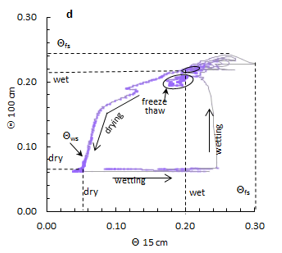 d
0.30
Θfs
wet
0.20
freeze
thaw
drying
wetting
Θws
0.10
dry
dry
wetting
wet
Θfs
0.00
0.00
0.10
0.20
0.30
Θ 100 cm
Θ 15 cm